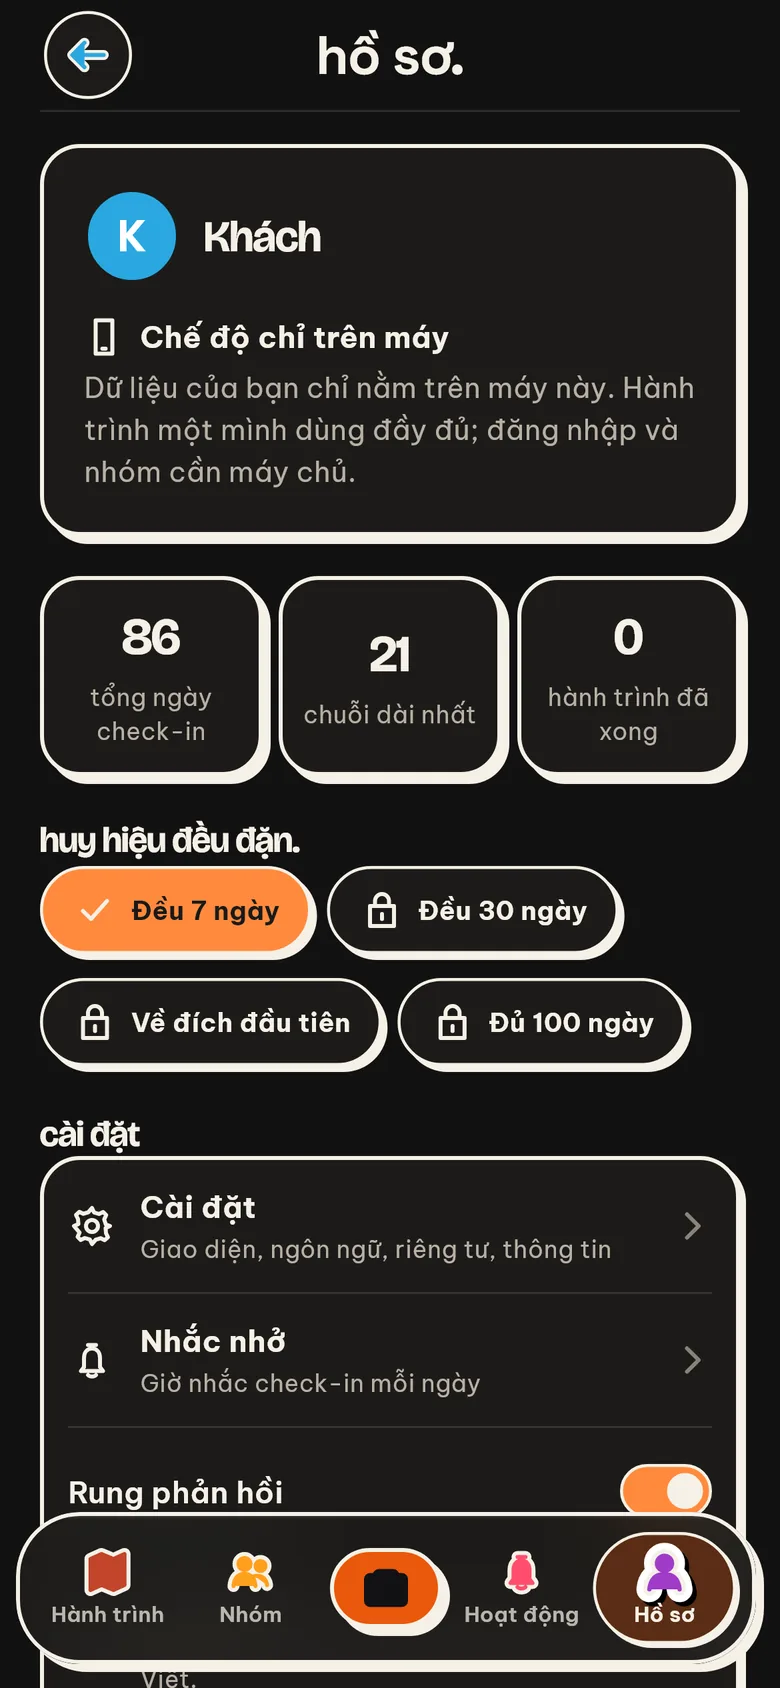 hồ sơ.
K
Khách
Chế độ chỉ trên máy
Dữ liệu của bạn chỉ nằm trên máy này. Hành
trình một mình dùng đầy đủ; đăng nhập và
nhóm cần máy chủ.
86
tổng ngày
check-in
21
chuỗi dài nhất
0
hành trình đã
xong
huy hiệu đều đặn.
Đều 7 ngày
Đều 30 ngày
Về đích đầu tiên
Đủ 100 ngày
cài đặt
Cài đặt
Giao diện, ngôn ngữ, riêng tư, thông tin
Nhắc nhở
Giờ nhắc check-in mỗi ngày
Rung phản hồi
Hành trình
Nhóm
Hoạt động
Hồ sơ
Việt.